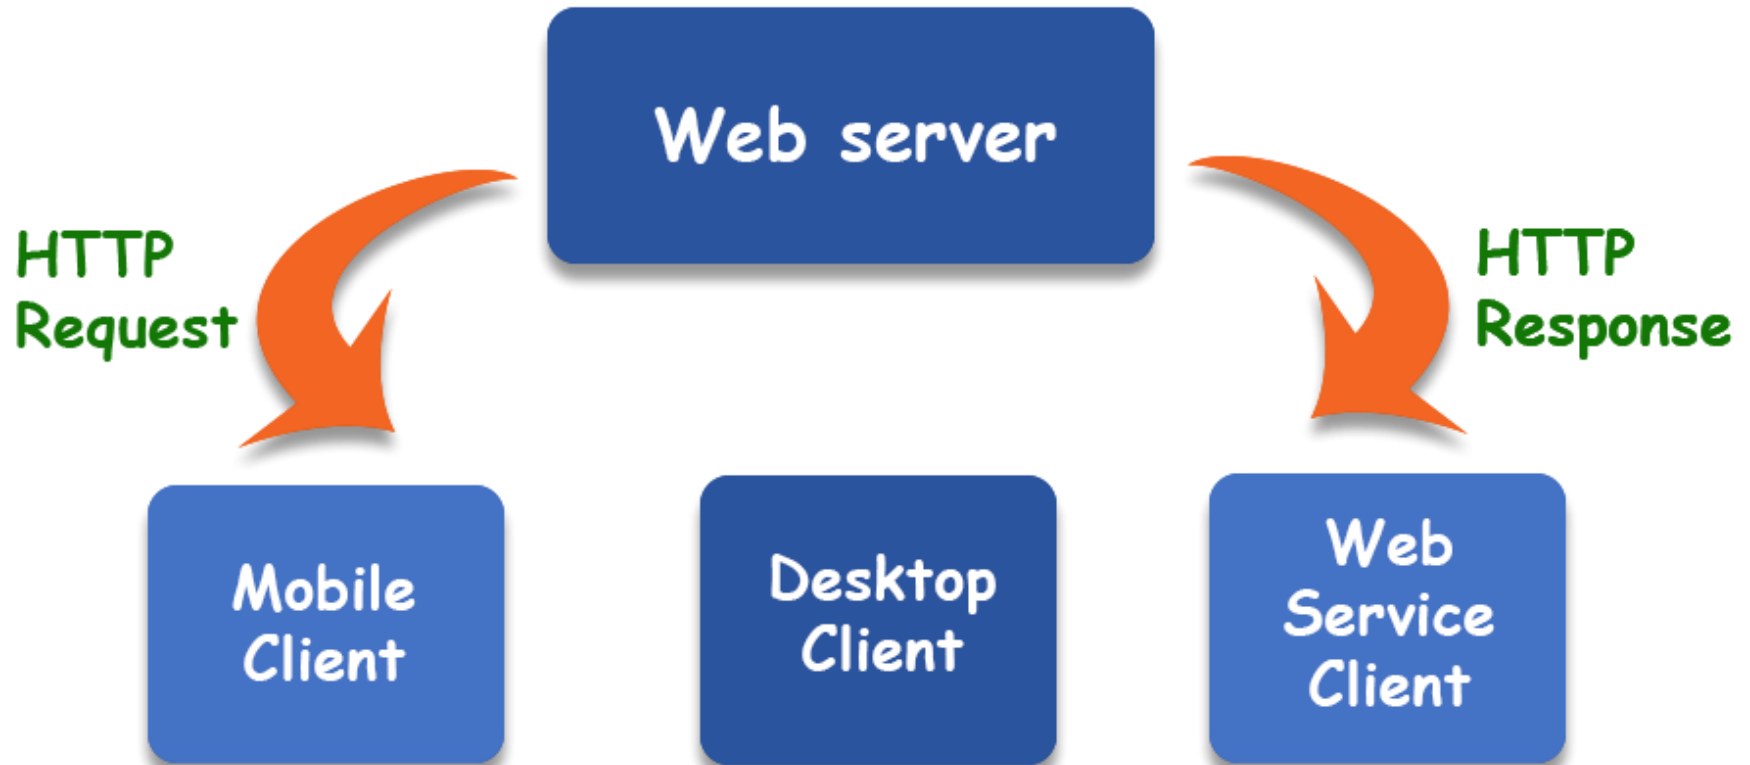 Web server
HTTP
Request
HTTP
Response
Mobile
Client
Desktop
Client
Web
Service
Client